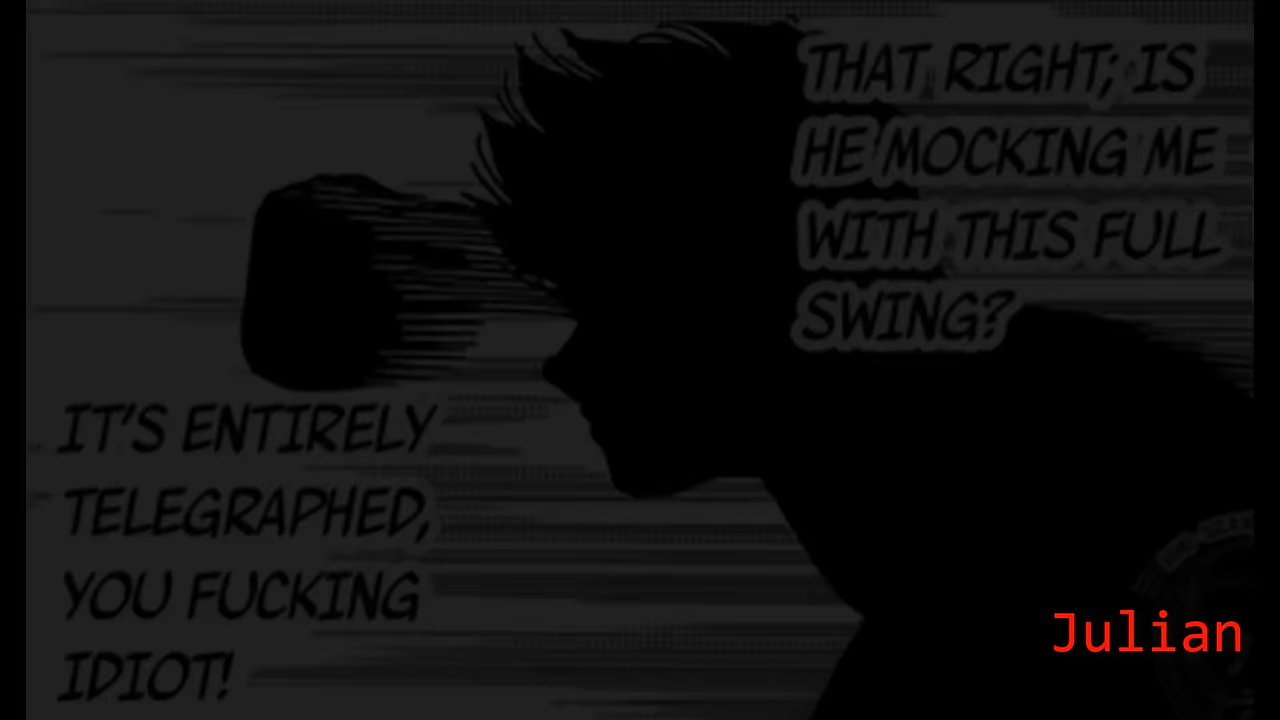 THAT RIGHT; IS
HE MOCKING ME
WITH THIS FULL
SWING?
IT'S ENTIRELY
TELEGRAPHED,
YOU FUCKING
IDIOT!
Julian